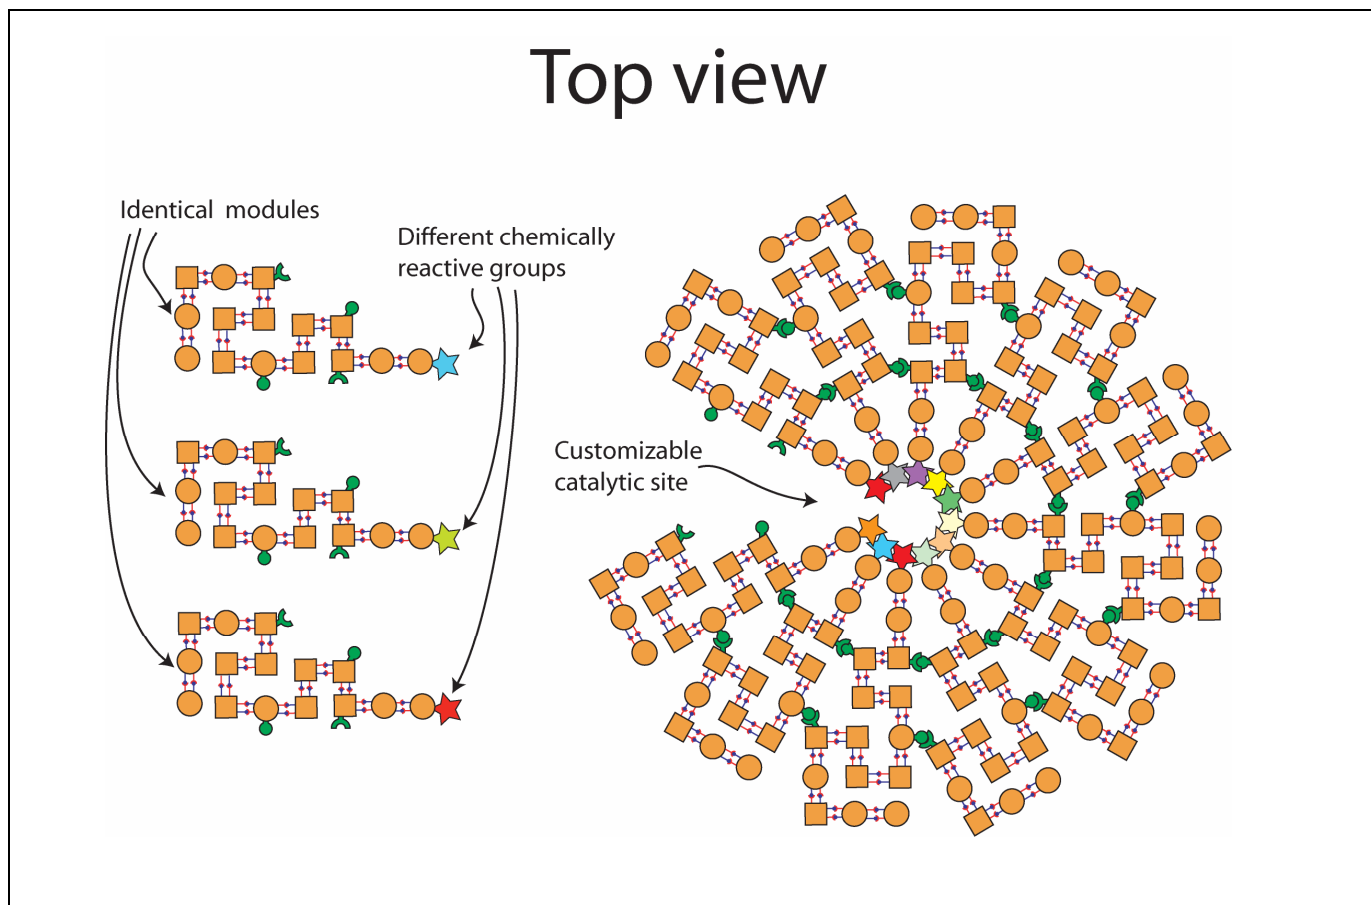 Top view
Identical modules
Different chemically
reactive groups
Customizable
catalytic site